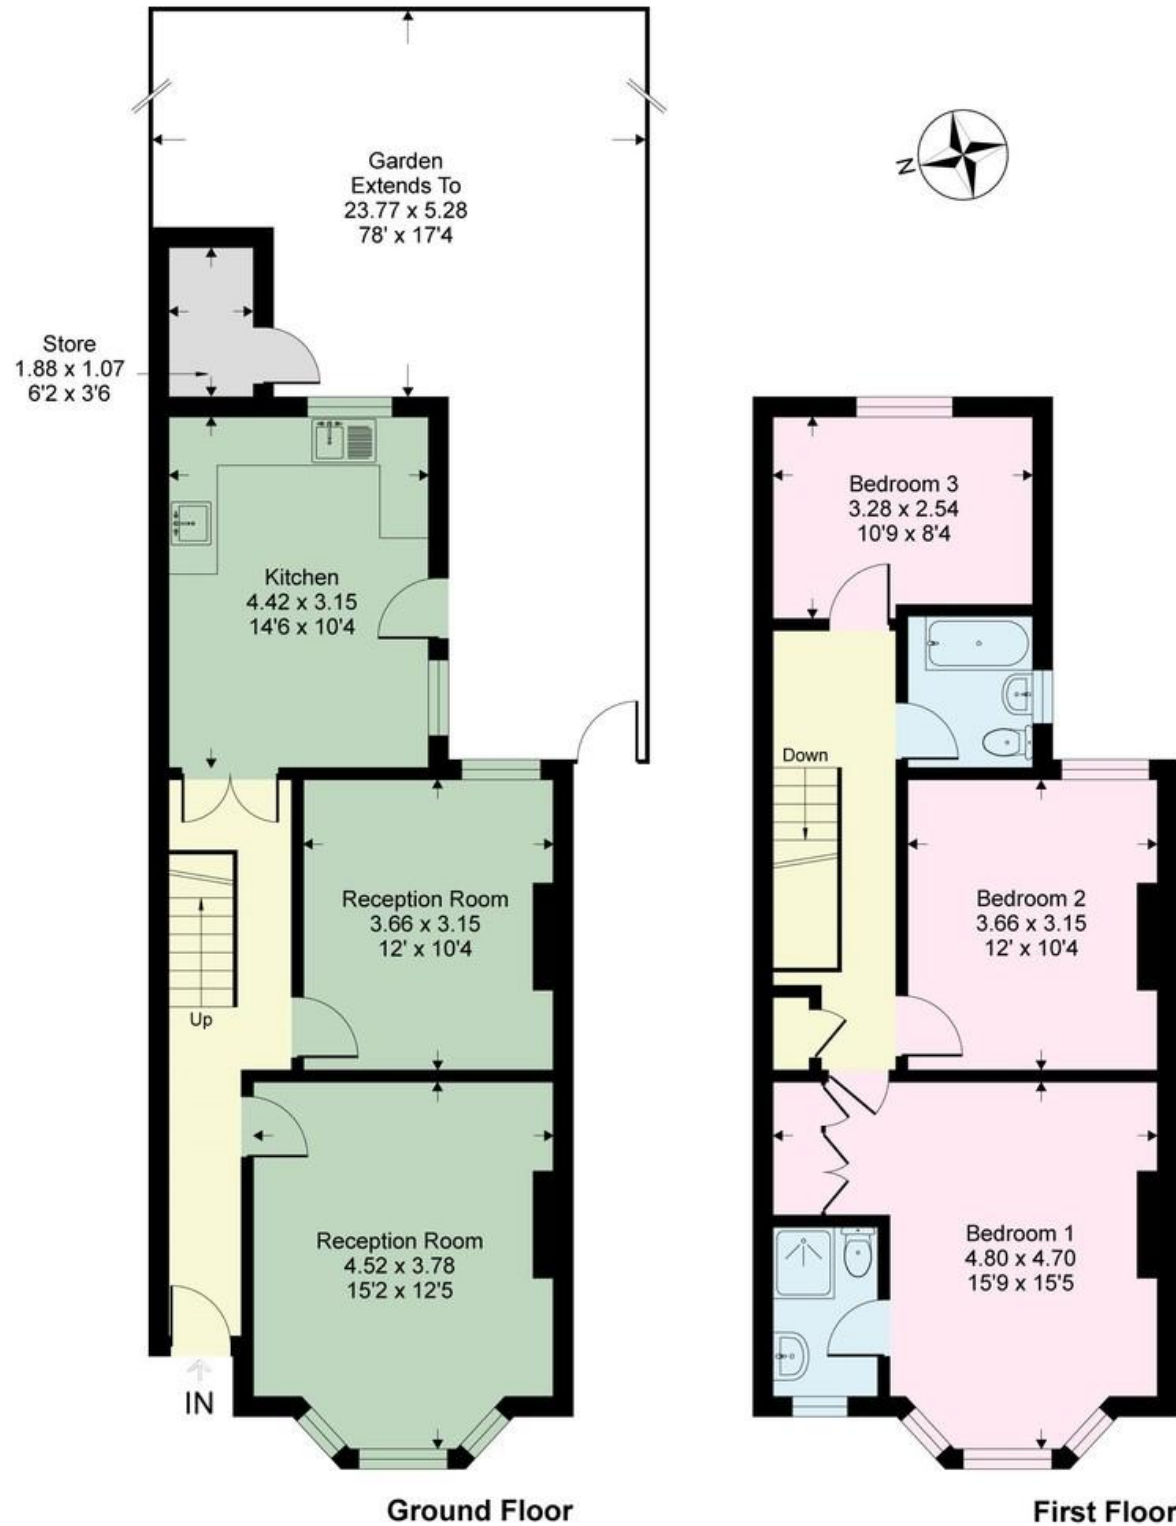 Garden
Extends To
23.77 x 5.28
78' x 17'4
N
Store
1.88 x 1.07
6'2 x 3'6
Kitchen
4.42 x 3.15
14'6 x 10'4
Reception Room
3.66 x 3.15
12' x 10'4
Up
Reception Room
4.52 x 3.78
15'2 x 12'5
IN
Ground Floor
Bedroom 3
3.28 x 2.54
10'9 x 8'4
Down
Bedroom 2
3.66 x 3.15
12' x 10'4
Bedroom 1
4.80 x 4.70
15'9 x 15'5
First Floor